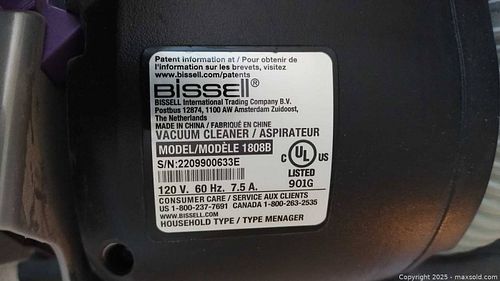 Patent information at / Pour obtenir de
l'information sur les brevets, visitez
www.bissell.com/patents
BISSELL®
BISSELL International Trading Company B.V.
Postbus 12874, 1100 AW Amsterdam Zuidoost,
The Netherlands
MADE IN CHINA / FABRIQUÉ EN CHINE
VACUUM CLEANER / ASPIRATEUR
MODEL/MODÈLE 1808B
S/N:2209900633E
C UL US
LISTED
901G
120 V. 60 Hz. 7.5 A.
CONSUMER CARE / SERVICE AUX CLIENTS
US 1-800-237-7691 CANADA 1-800-263-2535
WWW.BISSELL.COM
HOUSEHOLD TYPE / TYPE MENAGER
Copyright © 2025 - maxsold.com